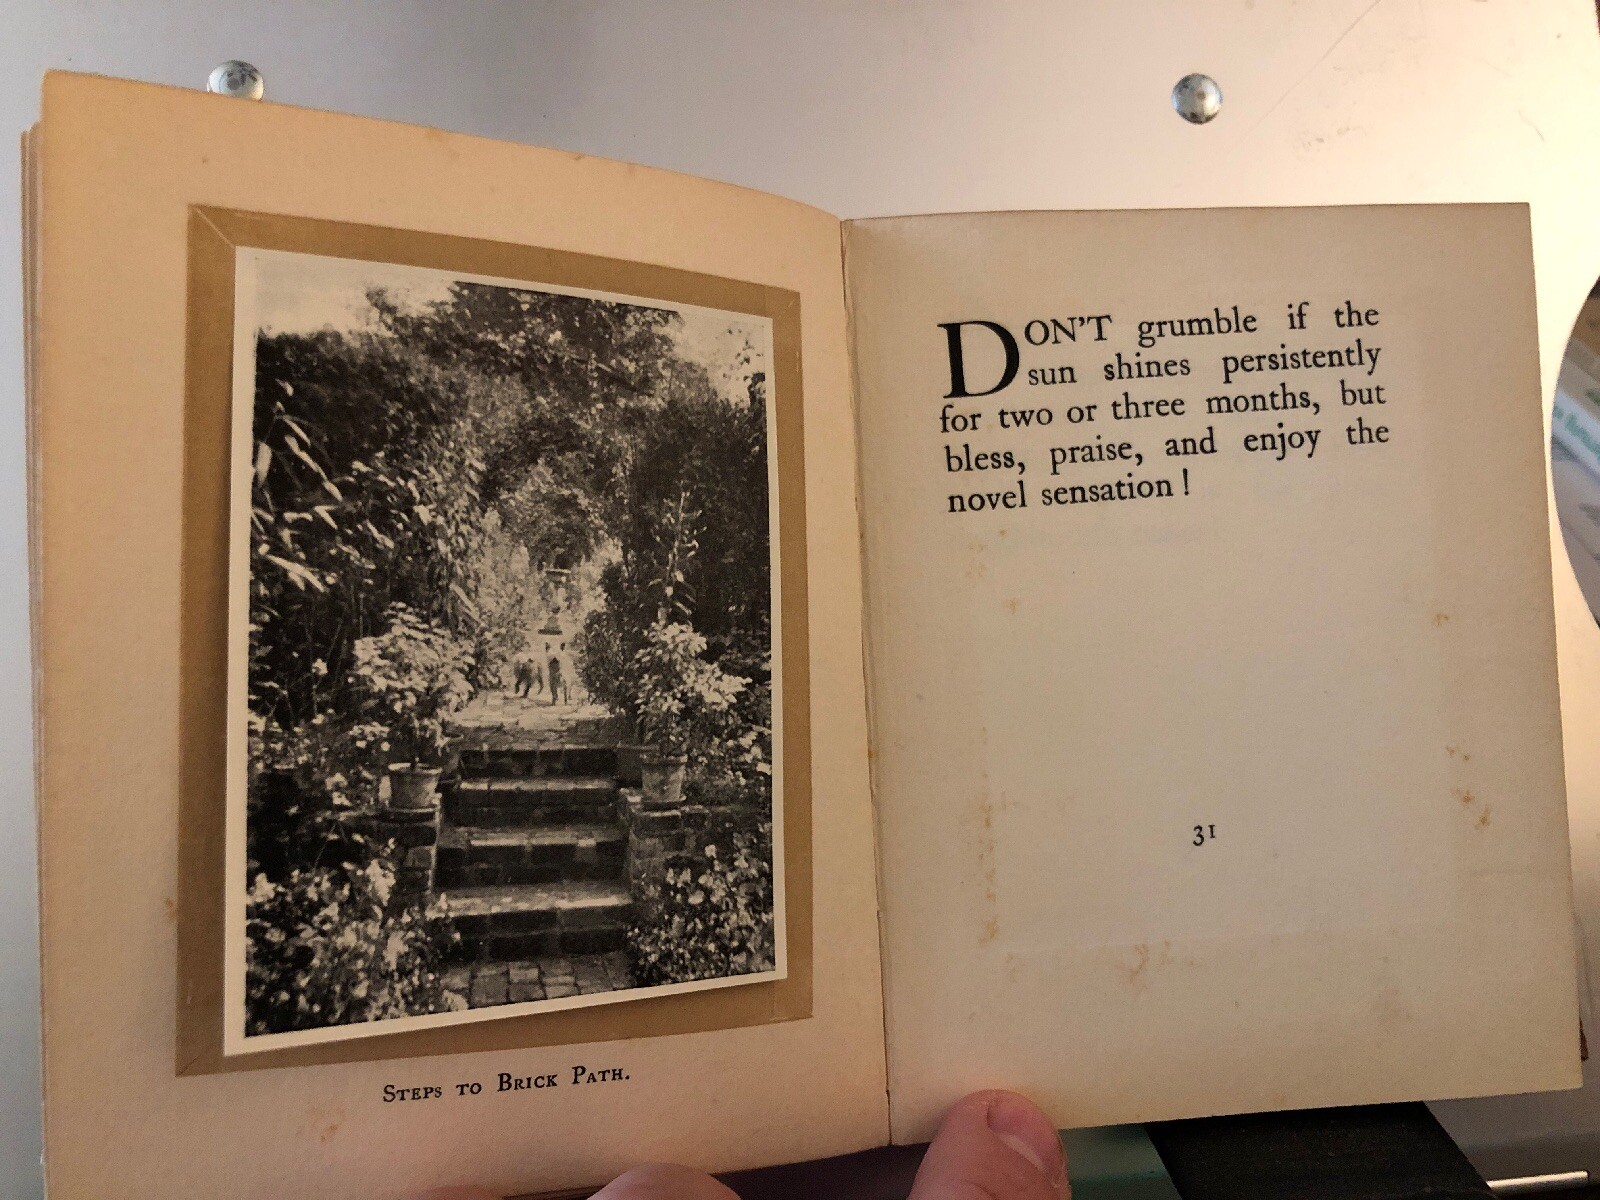 STEPS TO BRICK PATH.
DON'T grumble if the
sun shines persistently
for two or three months, but
bless, praise, and enjoy the
novel sensation!
31